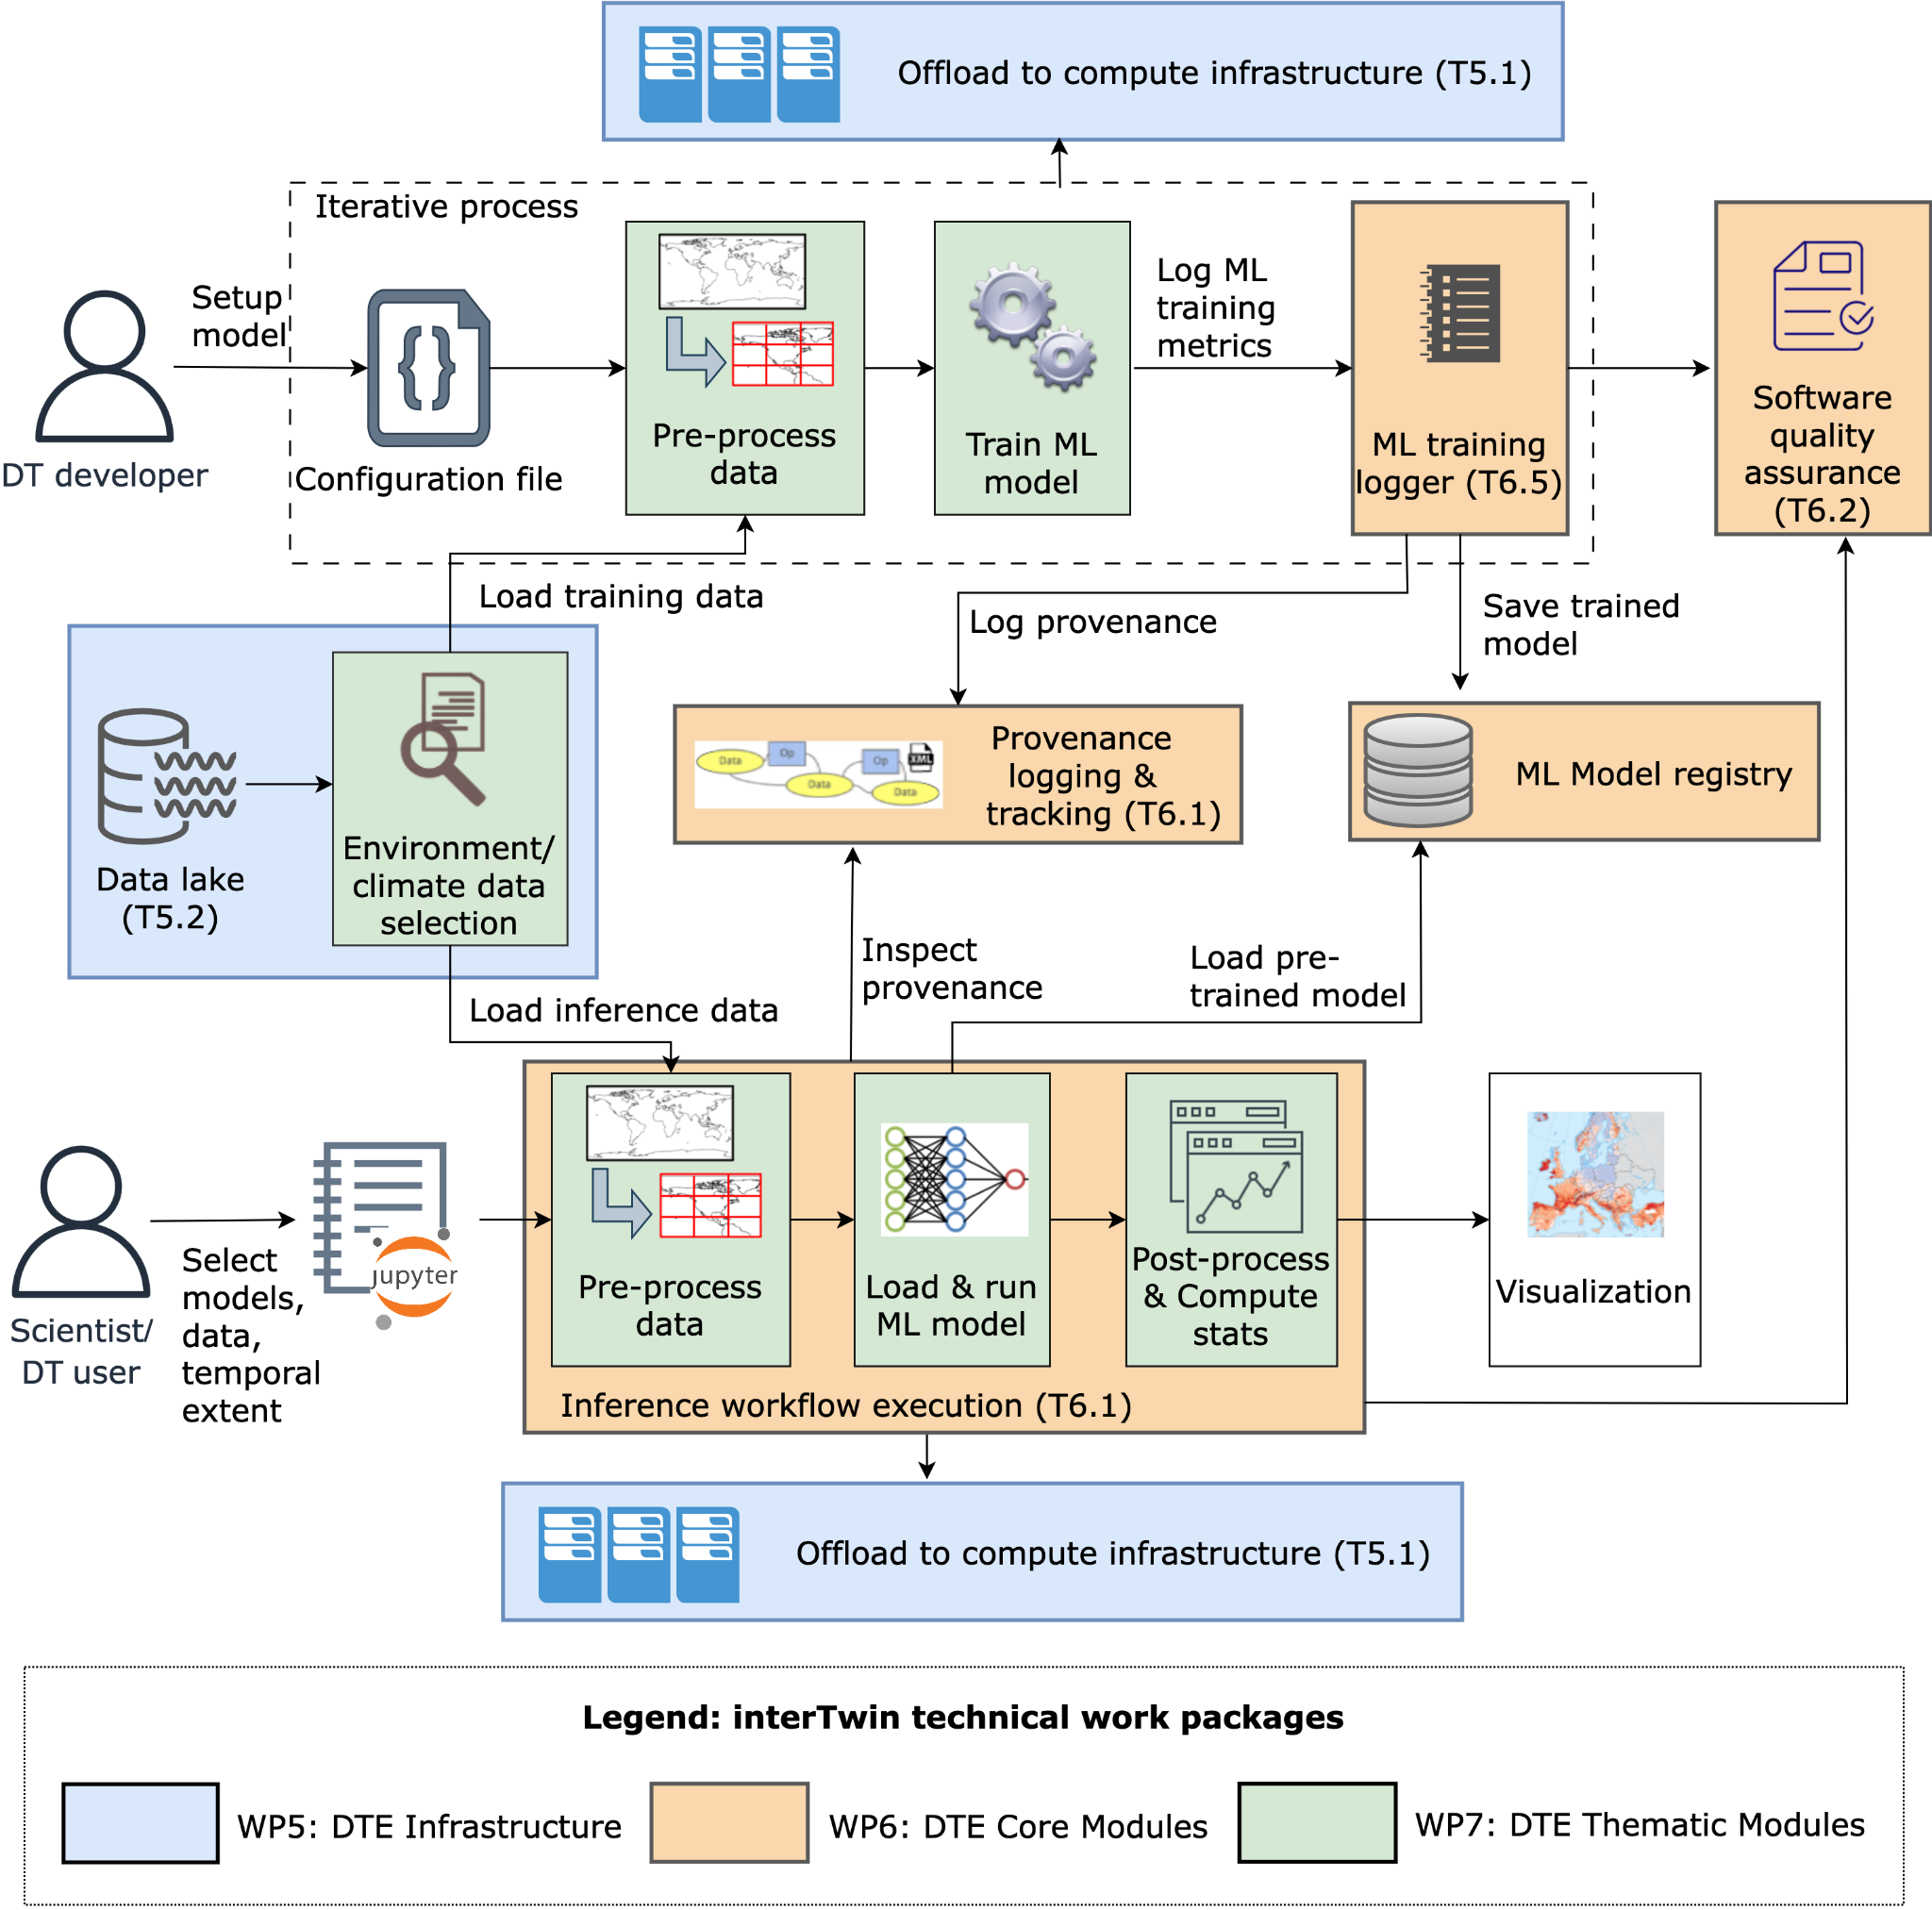 Offload to compute infrastructure (T5.1)
Iterative process
Setup
model
DT developer
Configuration file
Pre-process
data
Train ML
model
Log ML
training
metrics
ML training
logger (T6.5)
Software
quality
assurance
(T6.2)
Load training data
Log provenance
Save trained
model
Data lake
(T5.2)
Environment/
climate data
selection
Data
Op
Data
Op
XML
Data
Provenance
logging &
tracking (T6.1)
ML Model registry
Inspect
provenance
Load pre-
trained model
Load inference data
Scientist/
DT user
Select
models,
data,
temporal
extent
jupyter
Pre-process
data
Load & run
ML model
Post-process
& Compute
stats
Visualization
Inference workflow execution (T6.1)
Offload to compute infrastructure (T5.1)
Legend: interTwin technical work packages
WP5: DTE Infrastructure
WP6: DTE Core Modules
WP7: DTE Thematic Modules